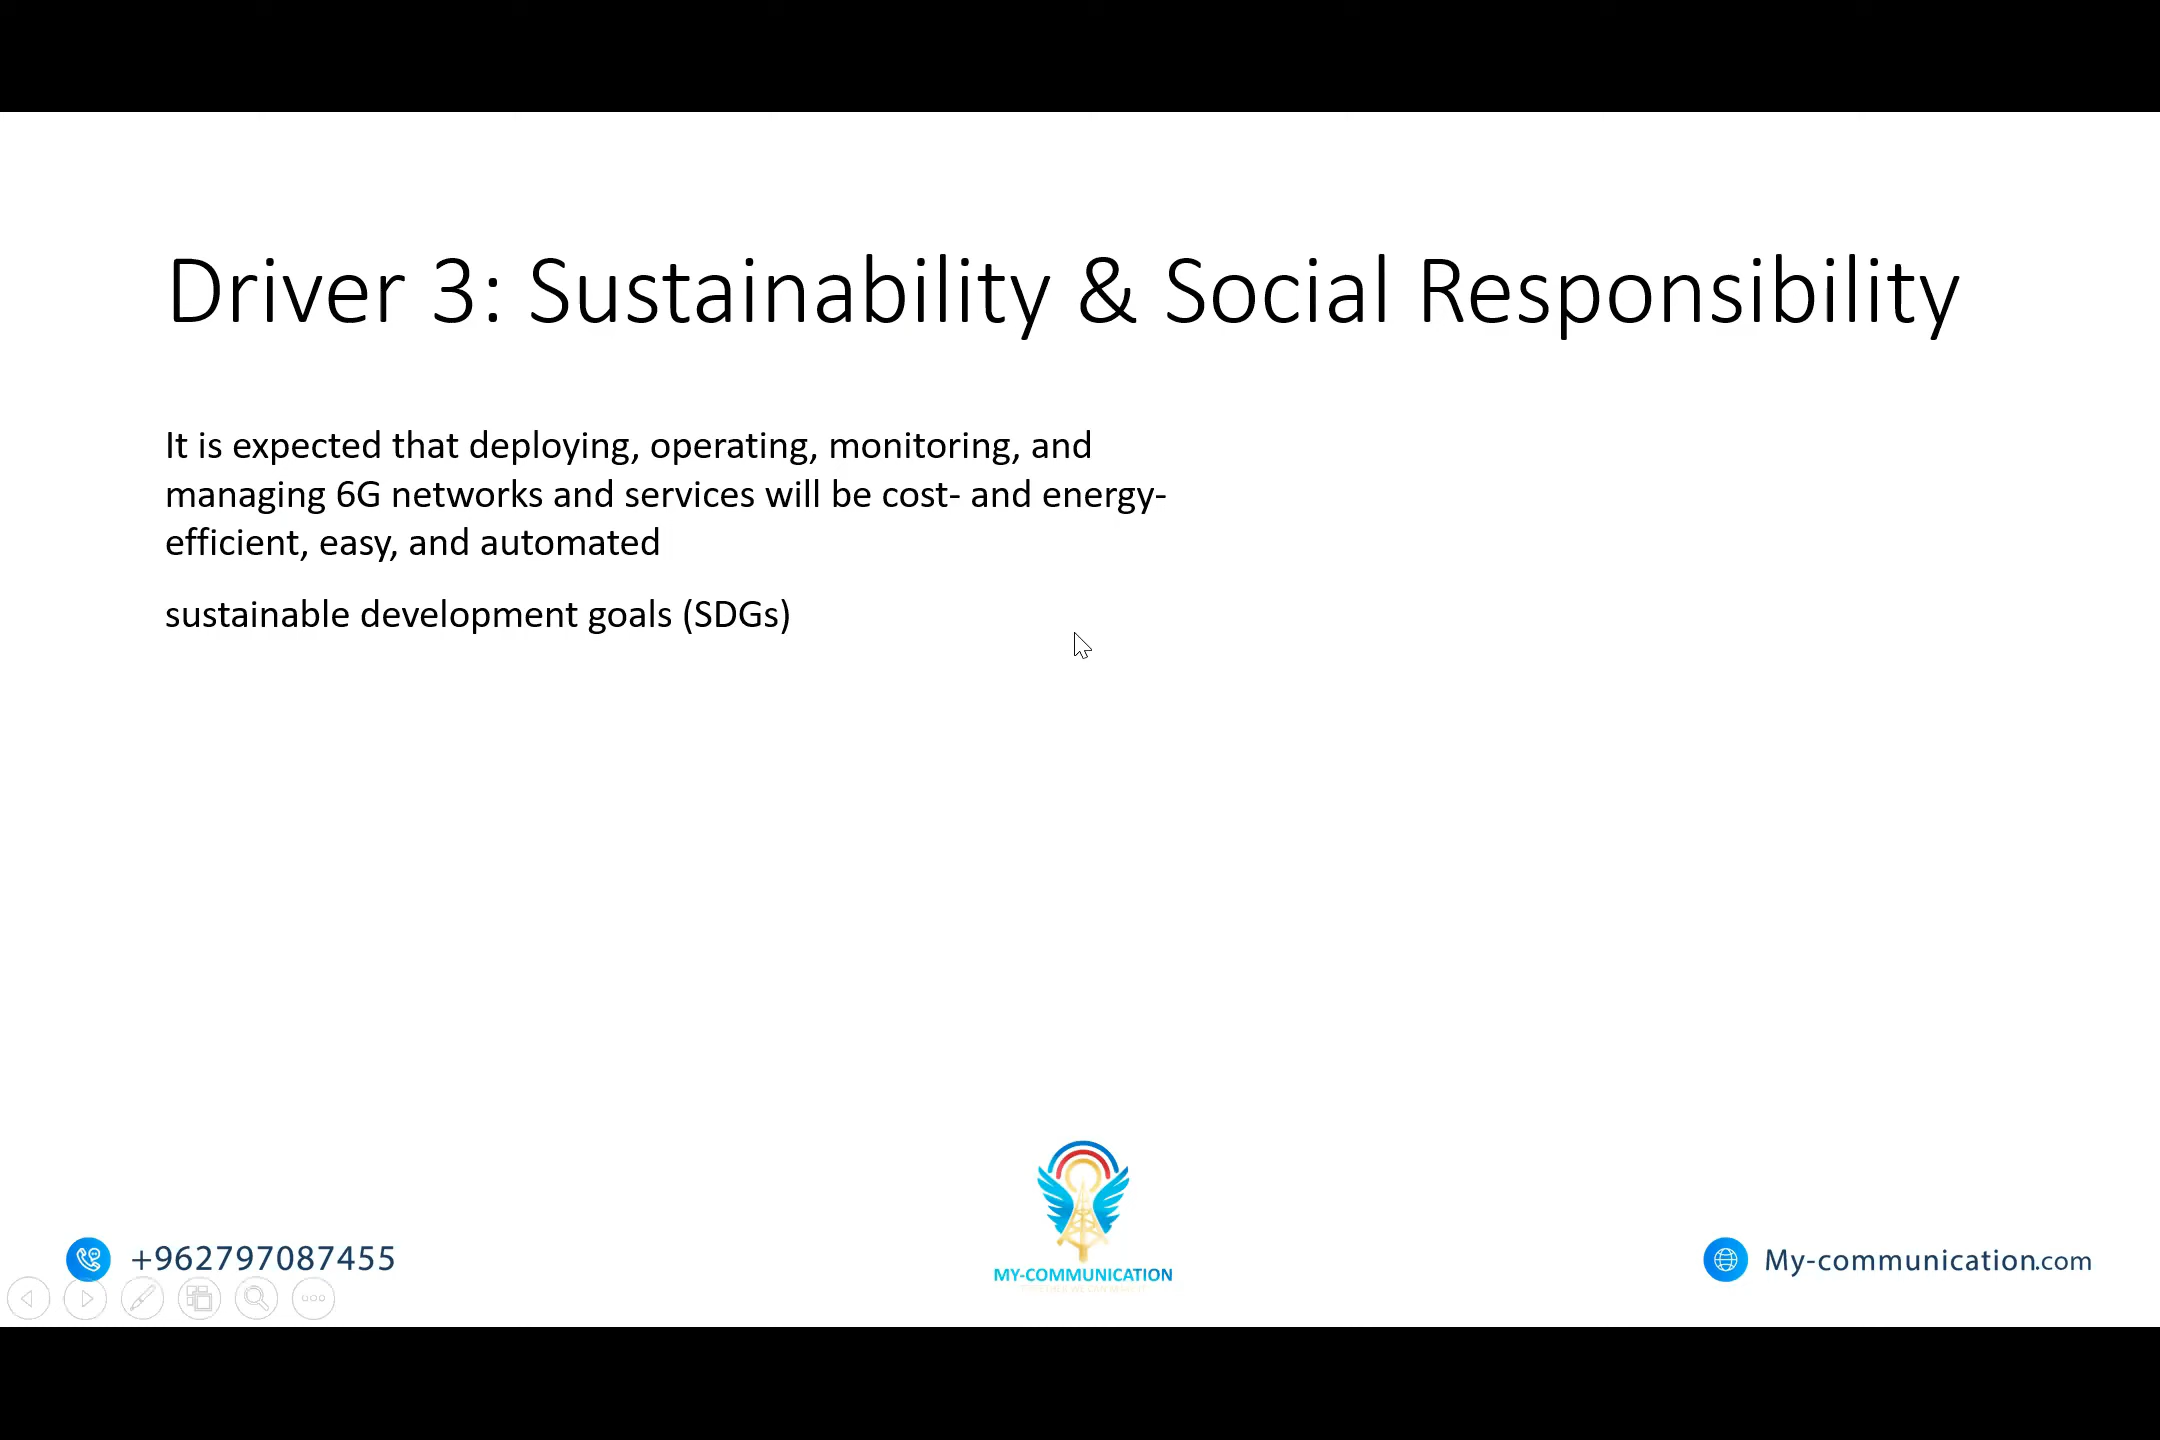 Driver 3: Sustainability & Social Responsibility
It is expected that deploying, operating, monitoring, and
managing 6G networks and services will be cost- and energy-
efficient, easy, and automated
sustainable development goals (SDGs)
+962797087455
MY-COMMUNICATION
My-communication.com